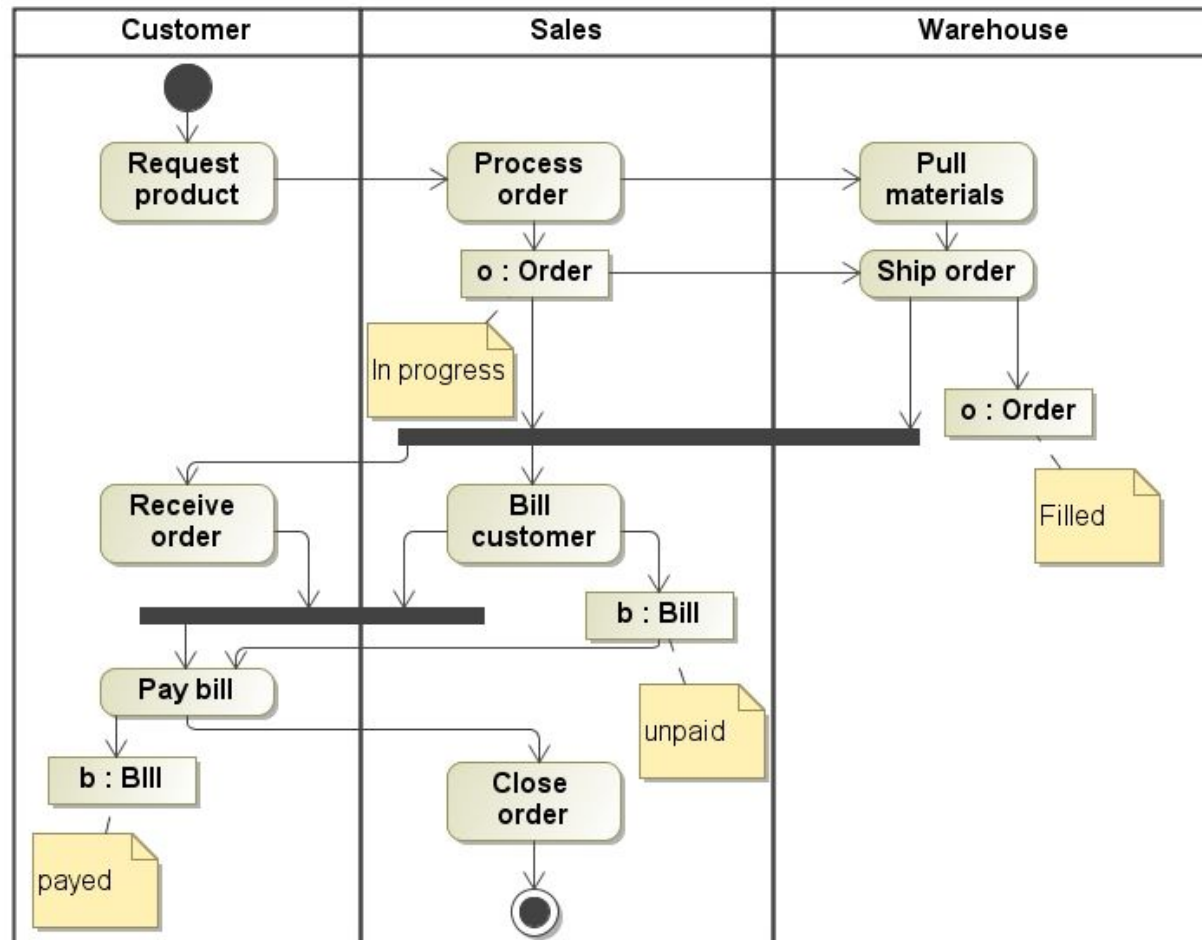 Customer
Sales
Warehouse
Request
product
Process
order
Pull
materials
o : Order
Ship order
In progress
o : Order
Filled
Receive
order
Bill
customer
b : Bill
unpaid
Pay bill
b : BIll
payed
Close
order